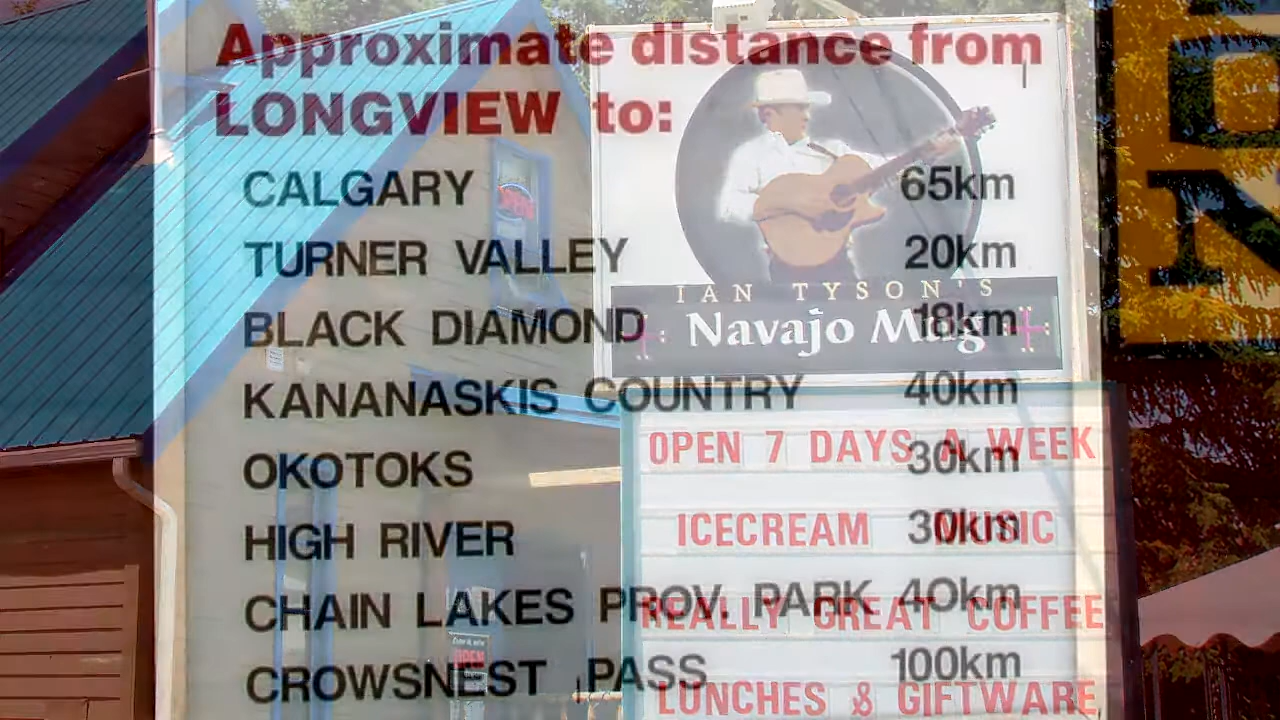 Approximate distance from
LONGVIEW to:
CALGARY 65km
TURNER VALLEY 20km
BLACK DIAMOND 18km
KANANASKIS COUNTRY 40km
OKOTOKS 30km
HIGH RIVER 30km
CHAIN LAKES PROV. PARK 40km
CROWSNEST PASS 100km
IAN TYSON'S
Navajo Mug
OPEN 7 DAYS A WEEK
ICECREAM MUSIC
REALLY GREAT COFFEE
LUNCHES & GIFTWARE
OPEN
OPEN